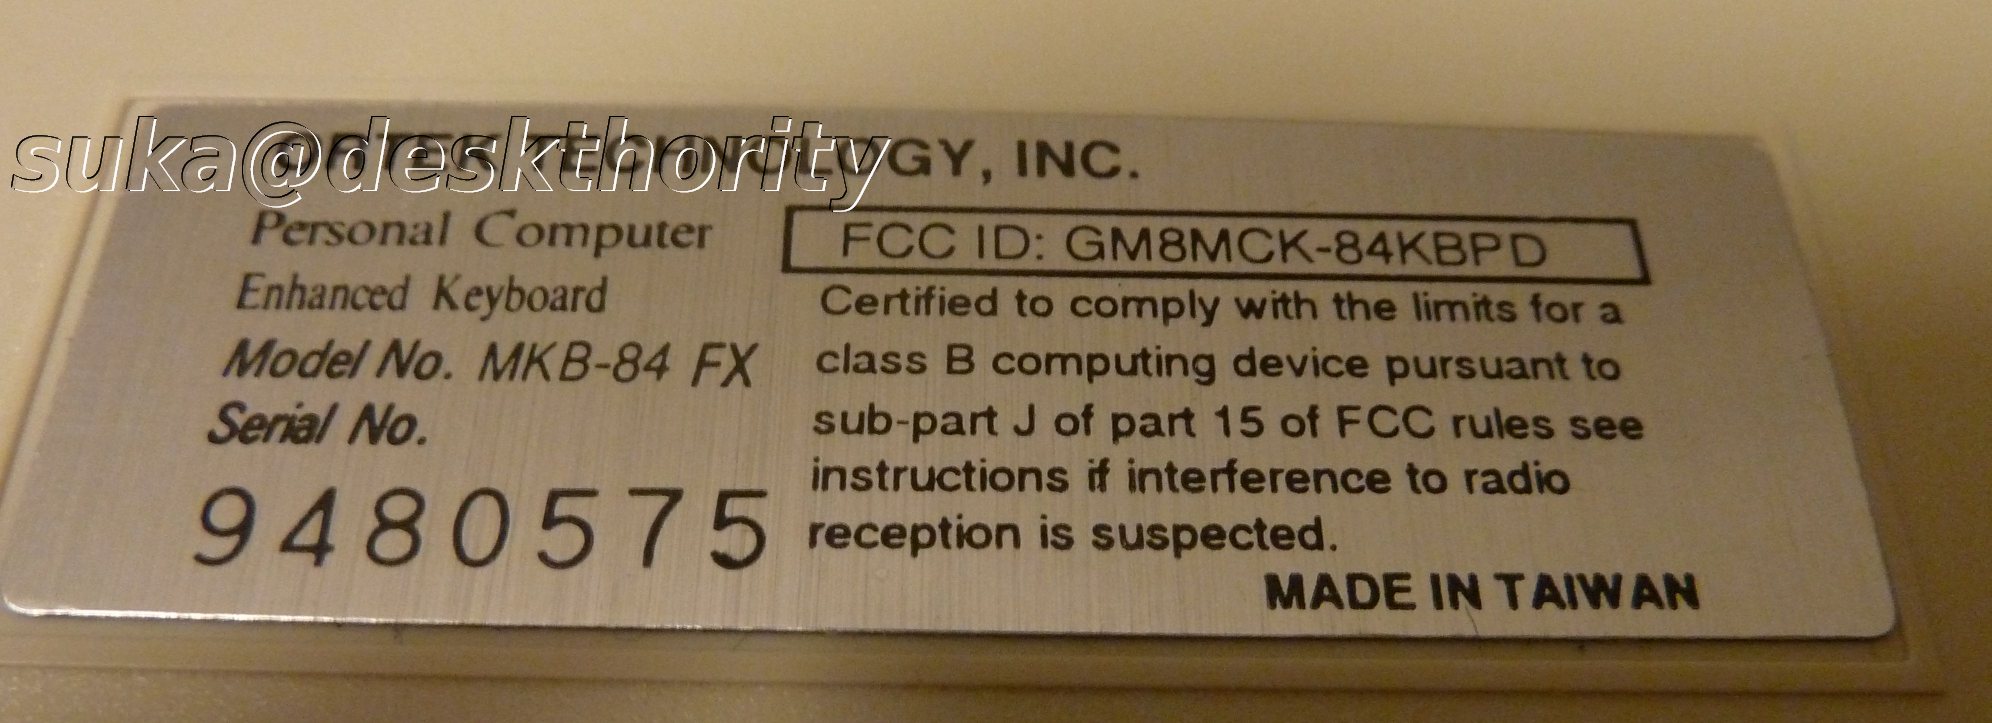 suka@deskthority
ORTEK TECHNOLOGY, INC.
Personal Computer
Enhanced Keyboard
Model No. MKB-84 FX
Serial No.
9480575
FCC ID: GM8MCK-84KBPD
Certified to comply with the limits for a
class B computing device pursuant to
sub-part J of part 15 of FCC rules see
instructions if interference to radio
reception is suspected.
MADE IN TAIWAN